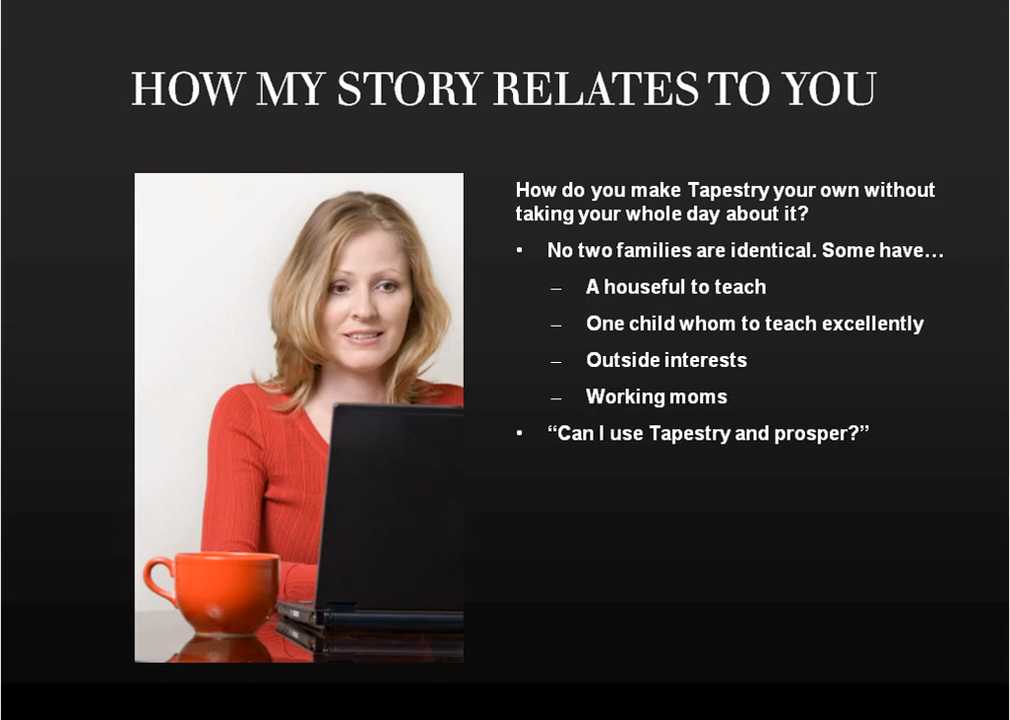 HOW MY STORY RELATES TO YOU
How do you make Tapestry your own without
taking your whole day about it?
• No two families are identical. Some have…
– A houseful to teach
– One child whom to teach excellently
– Outside interests
– Working moms
• “Can I use Tapestry and prosper?”